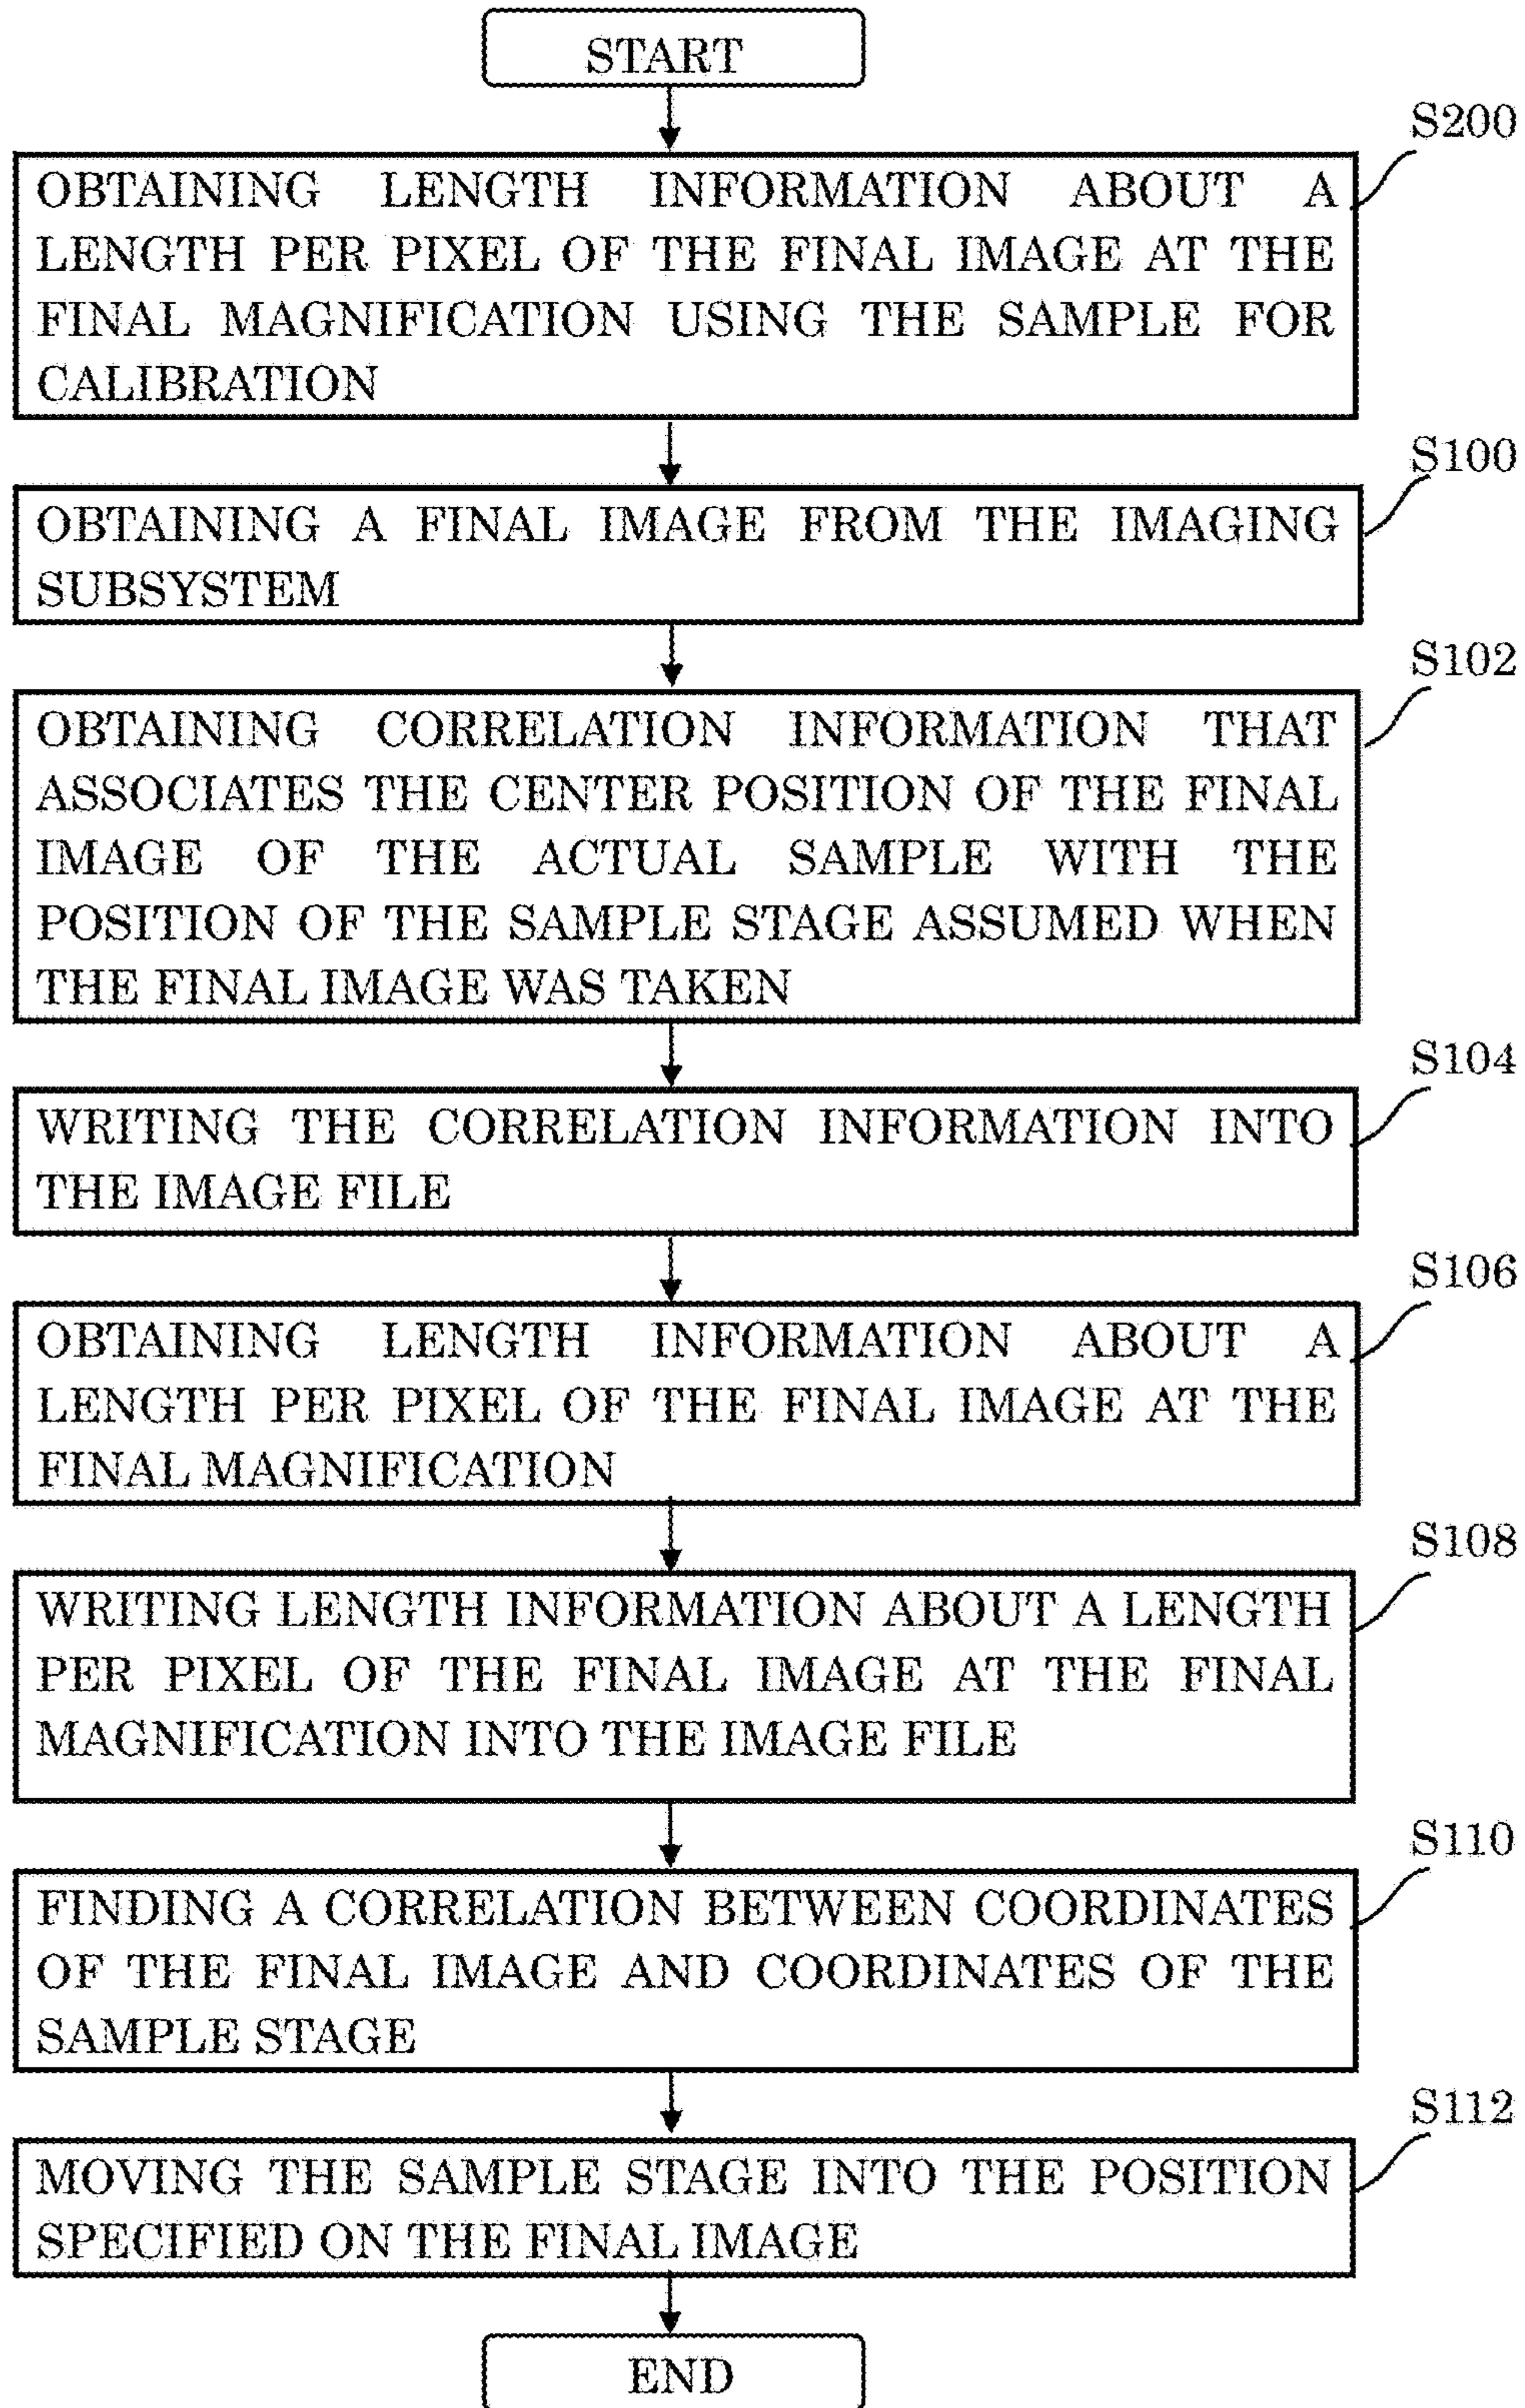 START
S200
OBTAINING LENGTH INFORMATION ABOUT A
LENGTH PER PIXEL OF THE FINAL IMAGE AT THE
FINAL MAGNIFICATION USING THE SAMPLE FOR
CALIBRATION
S100
OBTAINING A FINAL IMAGE FROM THE IMAGING
SUBSYSTEM
S102
OBTAINING CORRELATION INFORMATION THAT
ASSOCIATES THE CENTER POSITION OF THE FINAL
IMAGE OF THE ACTUAL SAMPLE WITH THE
POSITION OF THE SAMPLE STAGE ASSUMED WHEN
THE FINAL IMAGE WAS TAKEN
S104
WRITING THE CORRELATION INFORMATION INTO
THE IMAGE FILE
S106
OBTAINING LENGTH INFORMATION ABOUT A
LENGTH PER PIXEL OF THE FINAL IMAGE AT THE
FINAL MAGNIFICATION
S108
WRITING LENGTH INFORMATION ABOUT A LENGTH
PER PIXEL OF THE FINAL IMAGE AT THE FINAL
MAGNIFICATION INTO THE IMAGE FILE
S110
FINDING A CORRELATION BETWEEN COORDINATES
OF THE FINAL IMAGE AND COORDINATES OF THE
SAMPLE STAGE
S112
MOVING THE SAMPLE STAGE INTO THE POSITION
SPECIFIED ON THE FINAL IMAGE
END